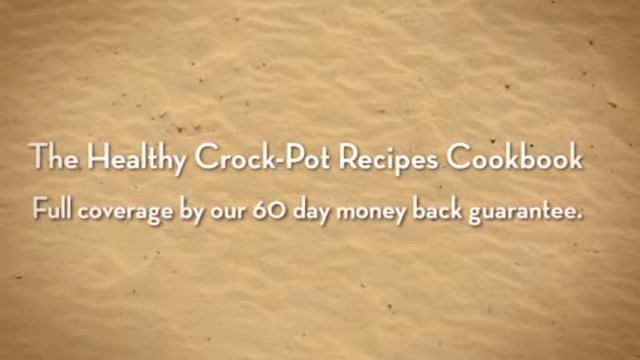 The Healthy Crock-Pot Recipes Cookbook
Full coverage by our 60 day money back guarantee.